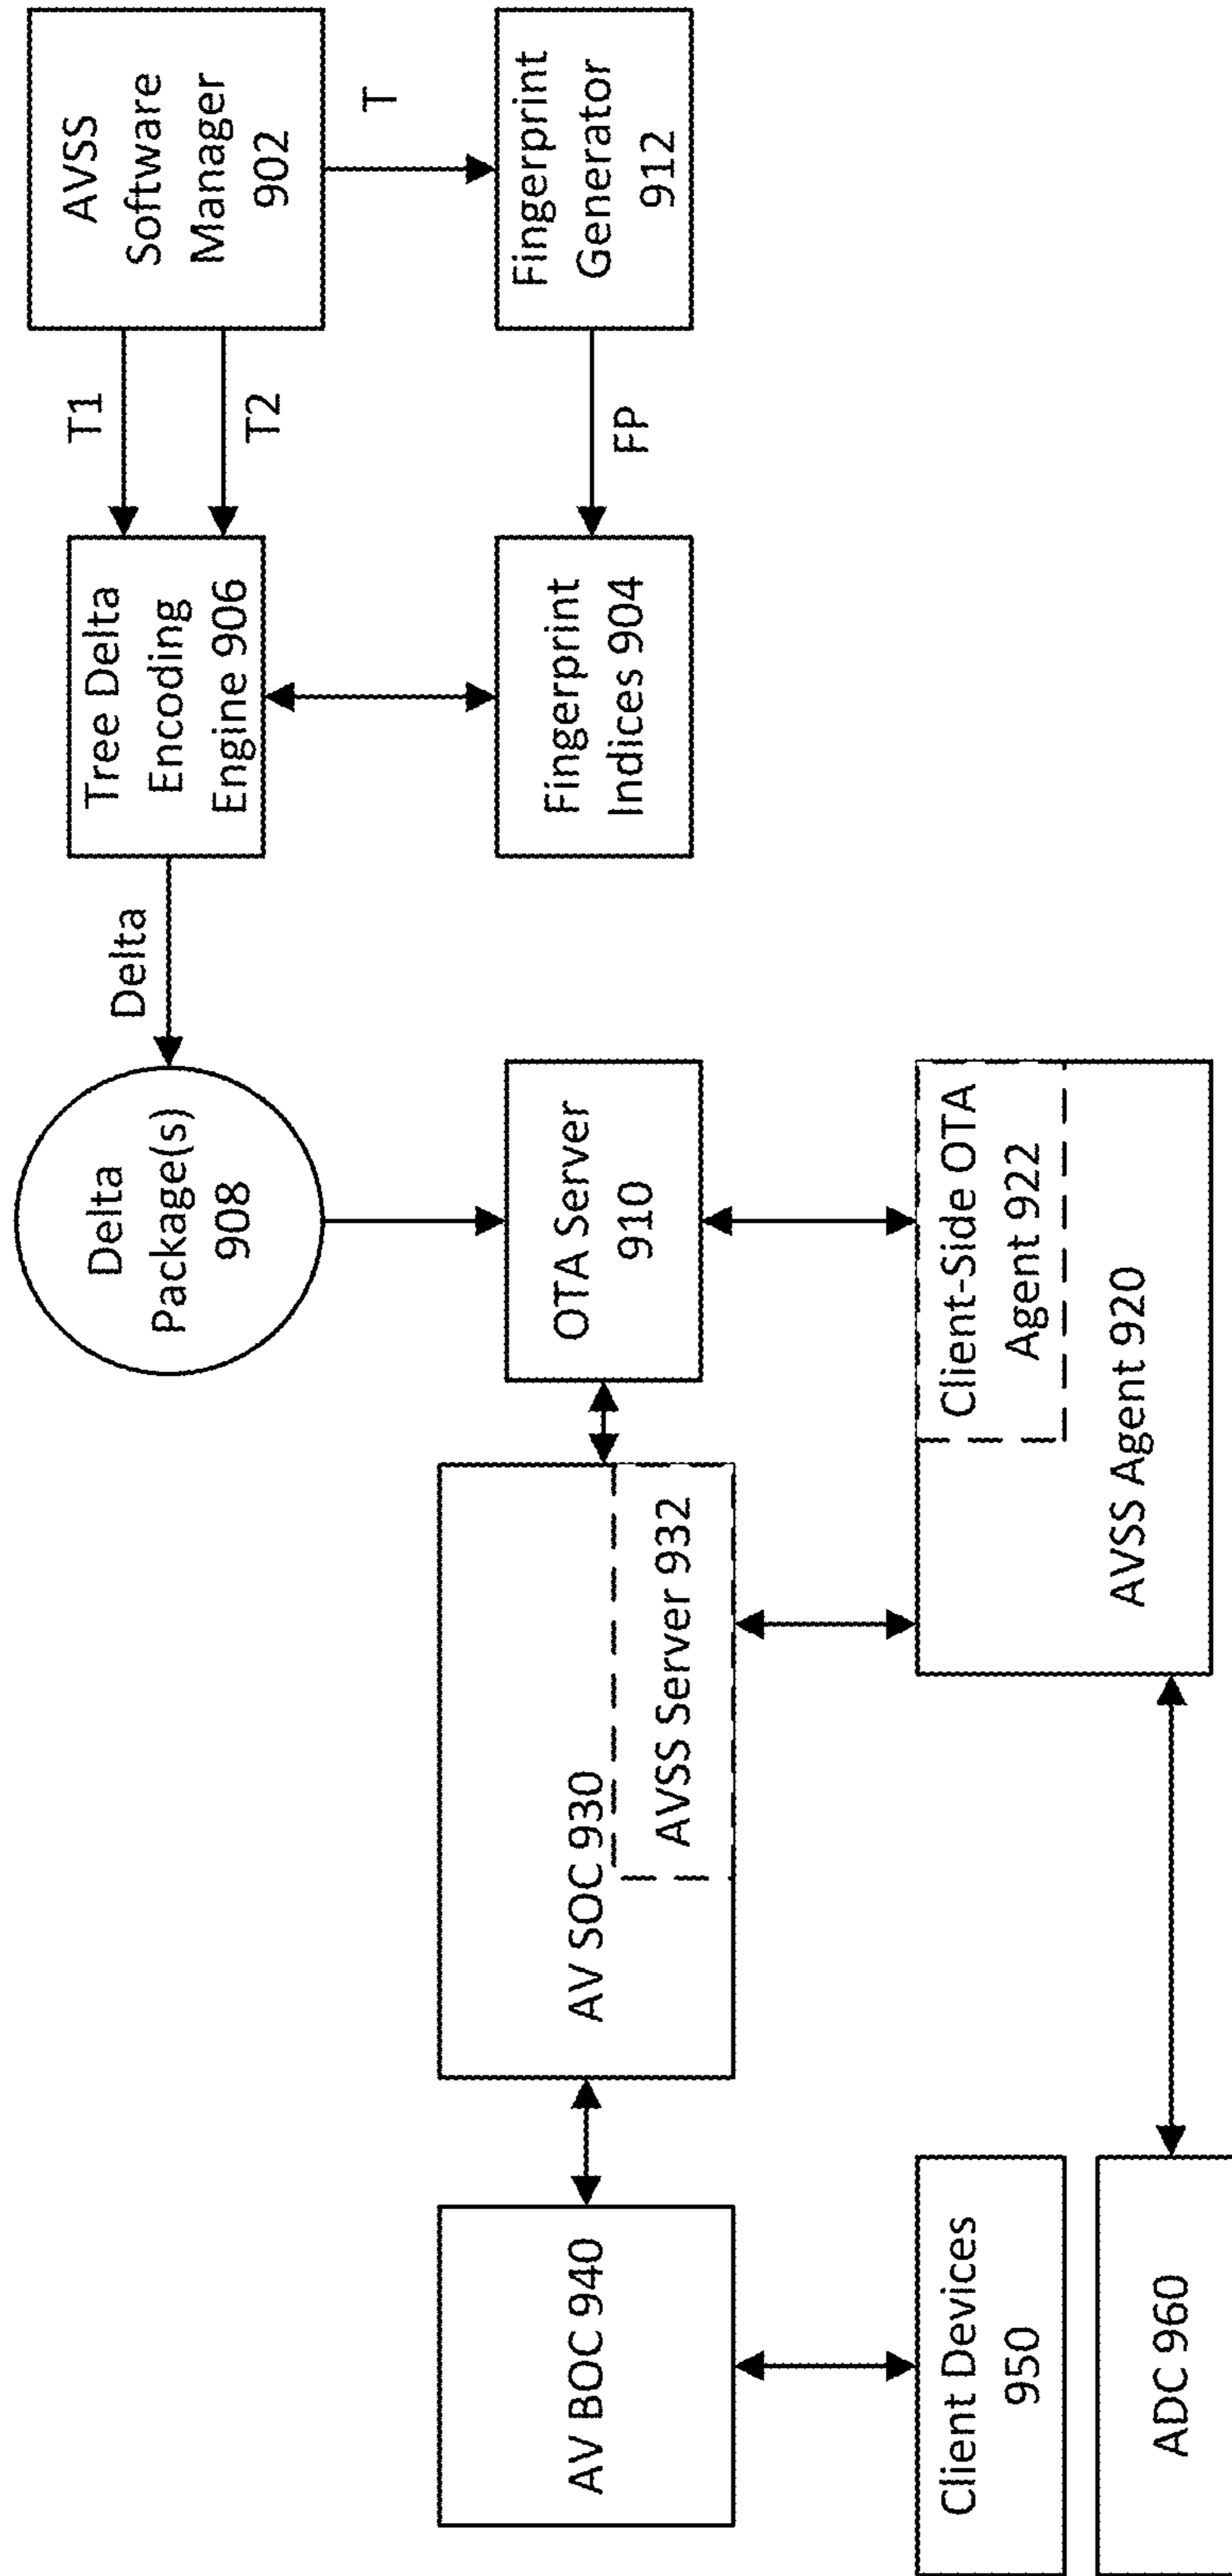 Delta
Package(s)
908
Delta
Tree Delta
Encoding
Engine 906
T1
T2
AVSS
Software
Manager
902
T
AV BOC 940
AV SOC 930
AVSS Server 932
OTA Server
910
Fingerprint
Indices 904
FP
Fingerprint
Generator
912
Client Devices
950
Client-Side OTA
Agent 922
AVSS Agent 920
ADC 960